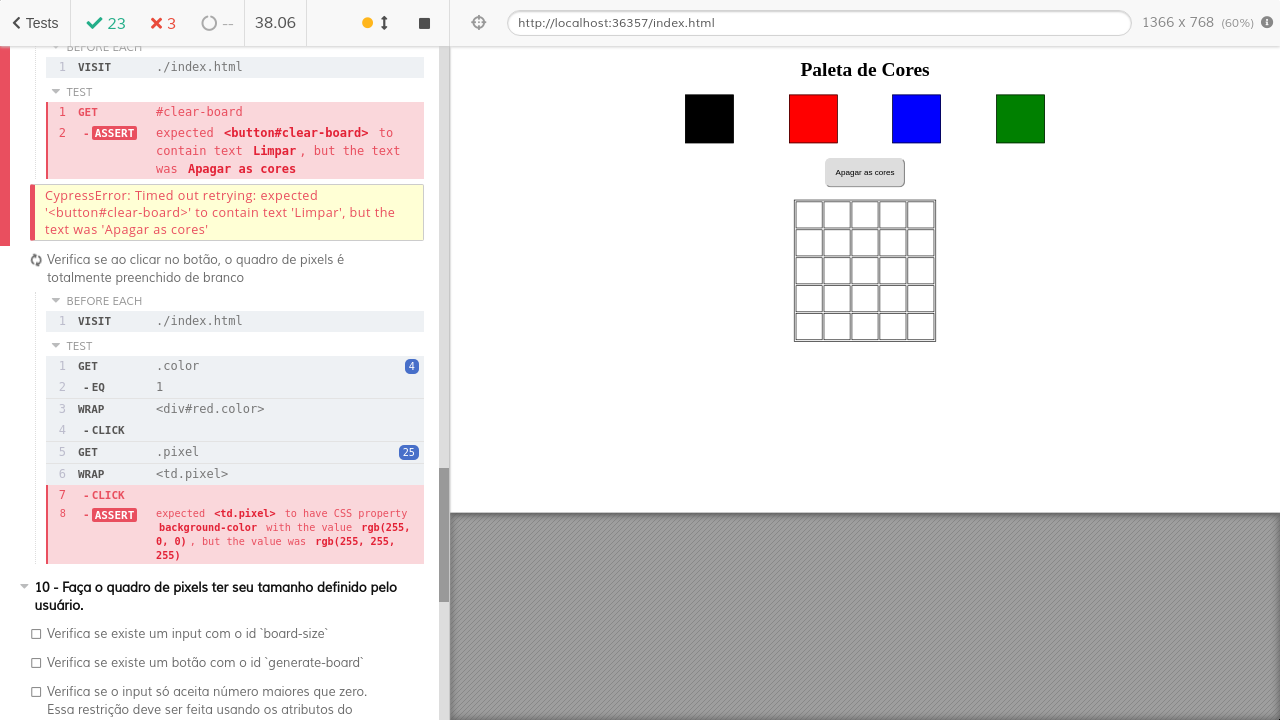 Tests
23
3
--
38.06
http://localhost:36357/index.html
1366 x 768 (60%)
BEFORE EACH
1 VISIT ./index.html
TEST
1 GET #clear-board
2 - ASSERT expected <button#clear-board> to
contain text Limpar, but the text
was Apagar as cores
CypressError: Timed out retrying: expected
'<button#clear-board>' to contain text 'Limpar', but the
text was 'Apagar as cores'
Verifica se ao clicar no botão, o quadro de pixels é
totalmente preenchido de branco
BEFORE EACH
1 VISIT ./index.html
TEST
1 GET .color 4
2 - EQ 1
3 WRAP <div#red.color>
4 - CLICK
5 GET .pixel 25
6 WRAP <td.pixel>
7 - CLICK
8 - ASSERT expected <td.pixel> to have CSS property
background-color with the value rgb(255,
0, 0), but the value was rgb(255, 255,
255)
10 - Faça o quadro de pixels ter seu tamanho definido pelo
usuário.
Verifica se existe um input com o id `board-size`
Verifica se existe um botão com o id `generate-board`
Verifica se o input só aceita número maiores que zero.
Essa restrição deve ser feita usando os atributos do
Paleta de Cores
Apagar as cores